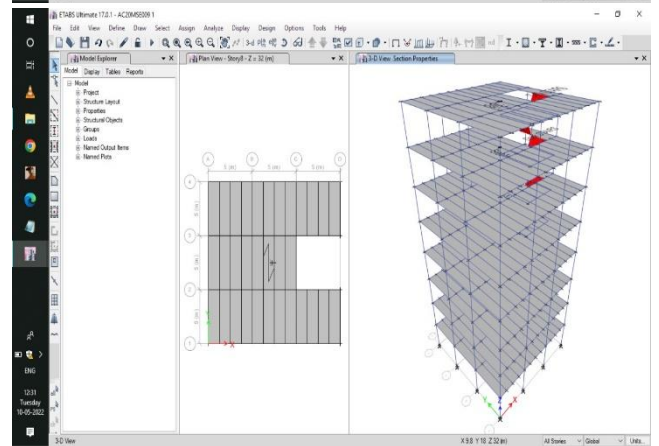 ETABS Ultimate 17.0.1 - AC20MSE009 1
File Edit View Define Draw Select Assign Analyze Display Design Options Tools Help
Model Explorer
Plan View - Story8 - Z = 32 (m)
3-D View Section Properties
Model Display Tables Reports
Model
Project
Structure Layout
Properties
Structural Objects
Groups
Loads
Named Output Items
Named Plots
A B C D
5 (m) 5 (m) 5 (m)
4
3
2
1
Y
X
Z
Y X
ENG
12:31
Tuesday
10-05-2022
3-D View
X 9.8 Y 18 Z 32 (m)
All Stories
Global
Units...